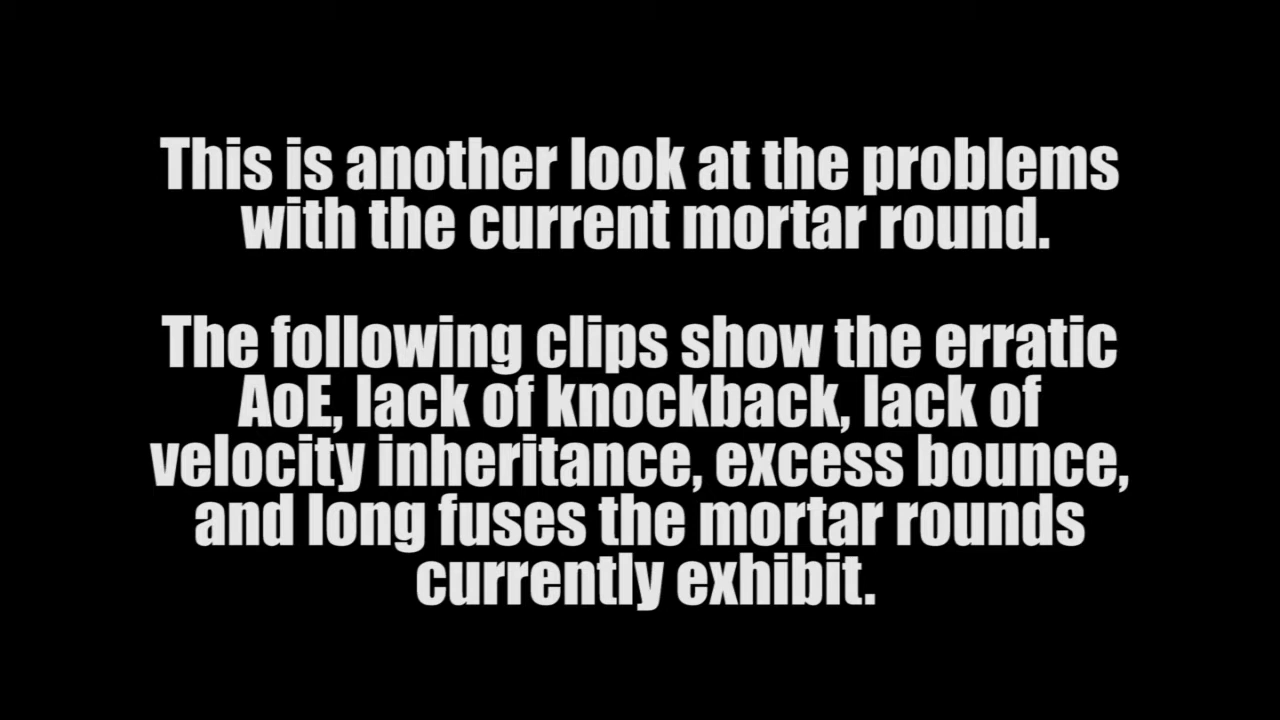 This is another look at the problems
with the current mortar round.
The following clips show the erratic
AoE, lack of knockback, lack of
velocity inheritance, excess bounce,
and long fuses the mortar rounds
currently exhibit.